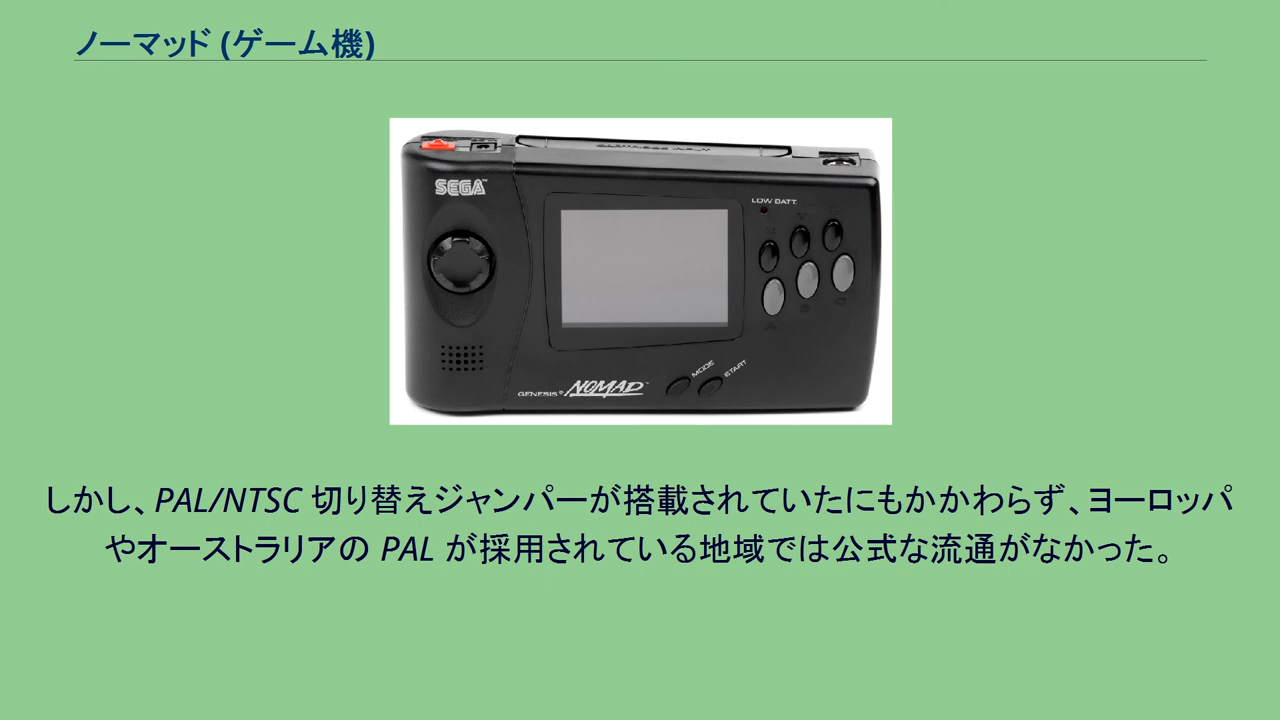 ノーマッド (ゲーム機)
SEGA
LOW BATT.
MODE
START
GENESIS NOMAD
しかし、PAL/NTSC 切り替えジャンパーが搭載されていたにもかかわらず、ヨーロッパ
やオーストラリアの PAL が採用されている地域では公式な流通がなかった。